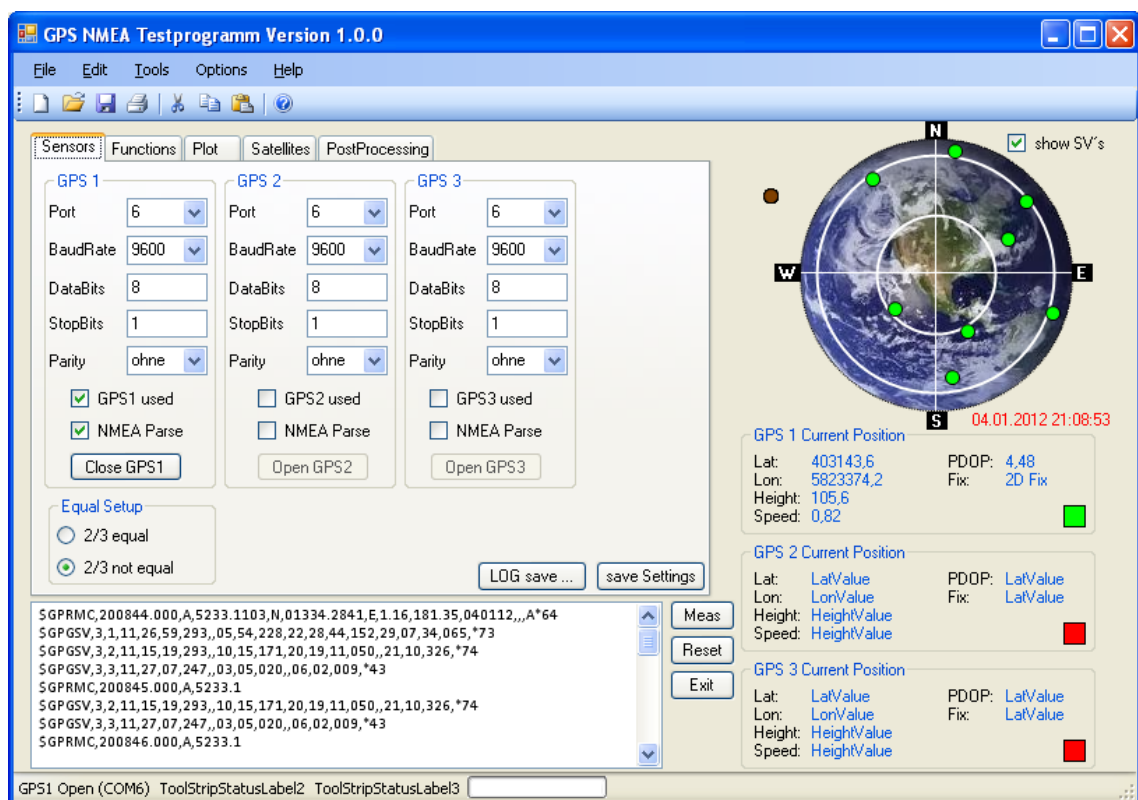 GPS NMEA Testprogramm Version 1.0.0
File Edit Tools Options Help
Sensors Functions Plot Satellites PostProcessing
GPS 1
Port 6
BaudRate 9600
DataBits 8
StopBits 1
Parity ohne
GPS1 used
NMEA Parse
Close GPS1
GPS 2
Port 6
BaudRate 9600
DataBits 8
StopBits 1
Parity ohne
GPS2 used
NMEA Parse
Open GPS2
GPS 3
Port 6
BaudRate 9600
DataBits 8
StopBits 1
Parity ohne
GPS3 used
NMEA Parse
Open GPS3
Equal Setup
2/3 equal
2/3 not equal
LOG save ... save Settings
N
show SV's
W E
S
04.01.2012 21:08:53
GPS 1 Current Position
Lat: 403143,6 PDOP: 4,48
Lon: 5823374,2 Fix: 2D Fix
Height: 105,6
Speed: 0,82
GPS 2 Current Position
Lat: LatValue PDOP: LatValue
Lon: LonValue Fix: LatValue
Height: HeightValue
Speed: HeightValue
GPS 3 Current Position
Lat: LatValue PDOP: LatValue
Lon: LonValue Fix: LatValue
Height: HeightValue
Speed: HeightValue
$GPRMC,200844.000,A,5233.1103,N,01334.2841,E,1.16,181.35,040112,,,A*64
$GPGSV,3,1,11,26,59,293,,05,54,228,22,28,44,152,29,07,34,065,*73
$GPGSV,3,2,11,15,19,293,,10,15,171,20,19,11,050,,21,10,326,*74
$GPGSV,3,3,11,27,07,247,,03,05,020,,06,02,009,*43
$GPRMC,200845.000,A,5233.1
$GPGSV,3,2,11,15,19,293,,10,15,171,20,19,11,050,,21,10,326,*74
$GPGSV,3,3,11,27,07,247,,03,05,020,,06,02,009,*43
$GPRMC,200846.000,A,5233.1
Meas
Reset
Exit
GPS1 Open (COM6) ToolStripStatusLabel2 ToolStripStatusLabel3